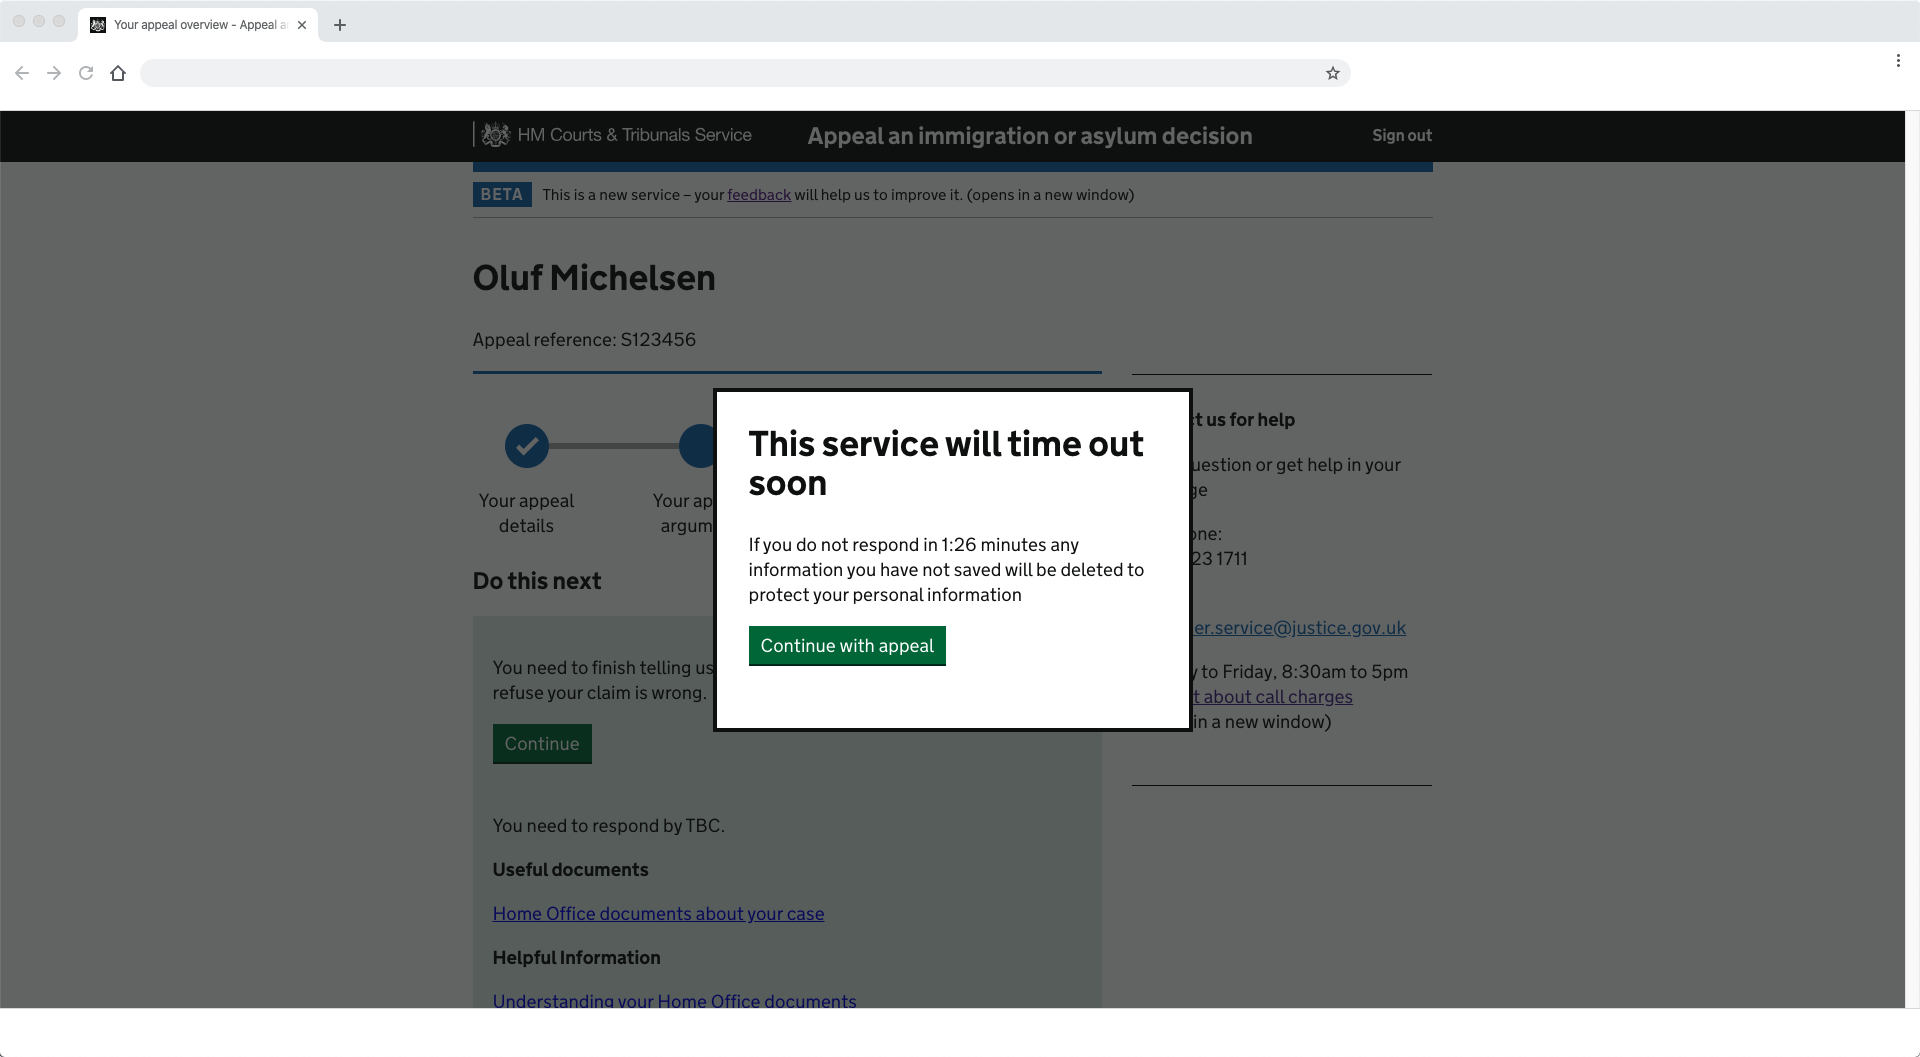 Your appeal overview - Appeal a
HM Courts & Tribunals Service
Appeal an immigration or asylum decision
Sign out
BETA
This is a new service – your feedback will help us to improve it. (opens in a new window)
Oluf Michelsen
Appeal reference: S123456
Your appeal
details
Your ap
argum
Do this next
You need to finish telling us
refuse your claim is wrong.
Continue
You need to respond by TBC.
Useful documents
Home Office documents about your case
Helpful Information
Understanding your Home Office documents
This service will time out
soon
If you do not respond in 1:26 minutes any
information you have not saved will be deleted to
protect your personal information
Continue with appeal
t us for help
uestion or get help in your
ge
one:
23 1711
er.service@justice.gov.uk
y to Friday, 8:30am to 5pm
t about call charges
in a new window)